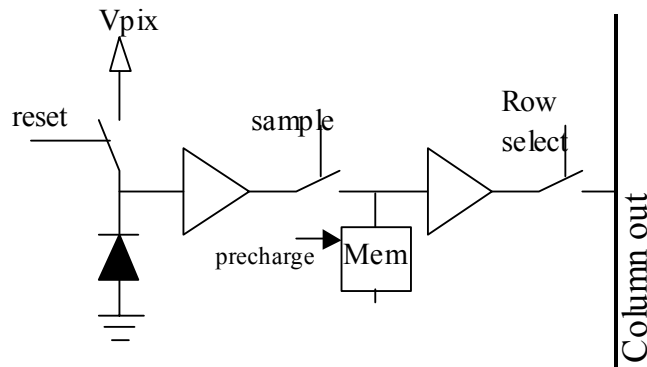 Vpix
reset
sample
Row
select
precharge
Mem
Column out